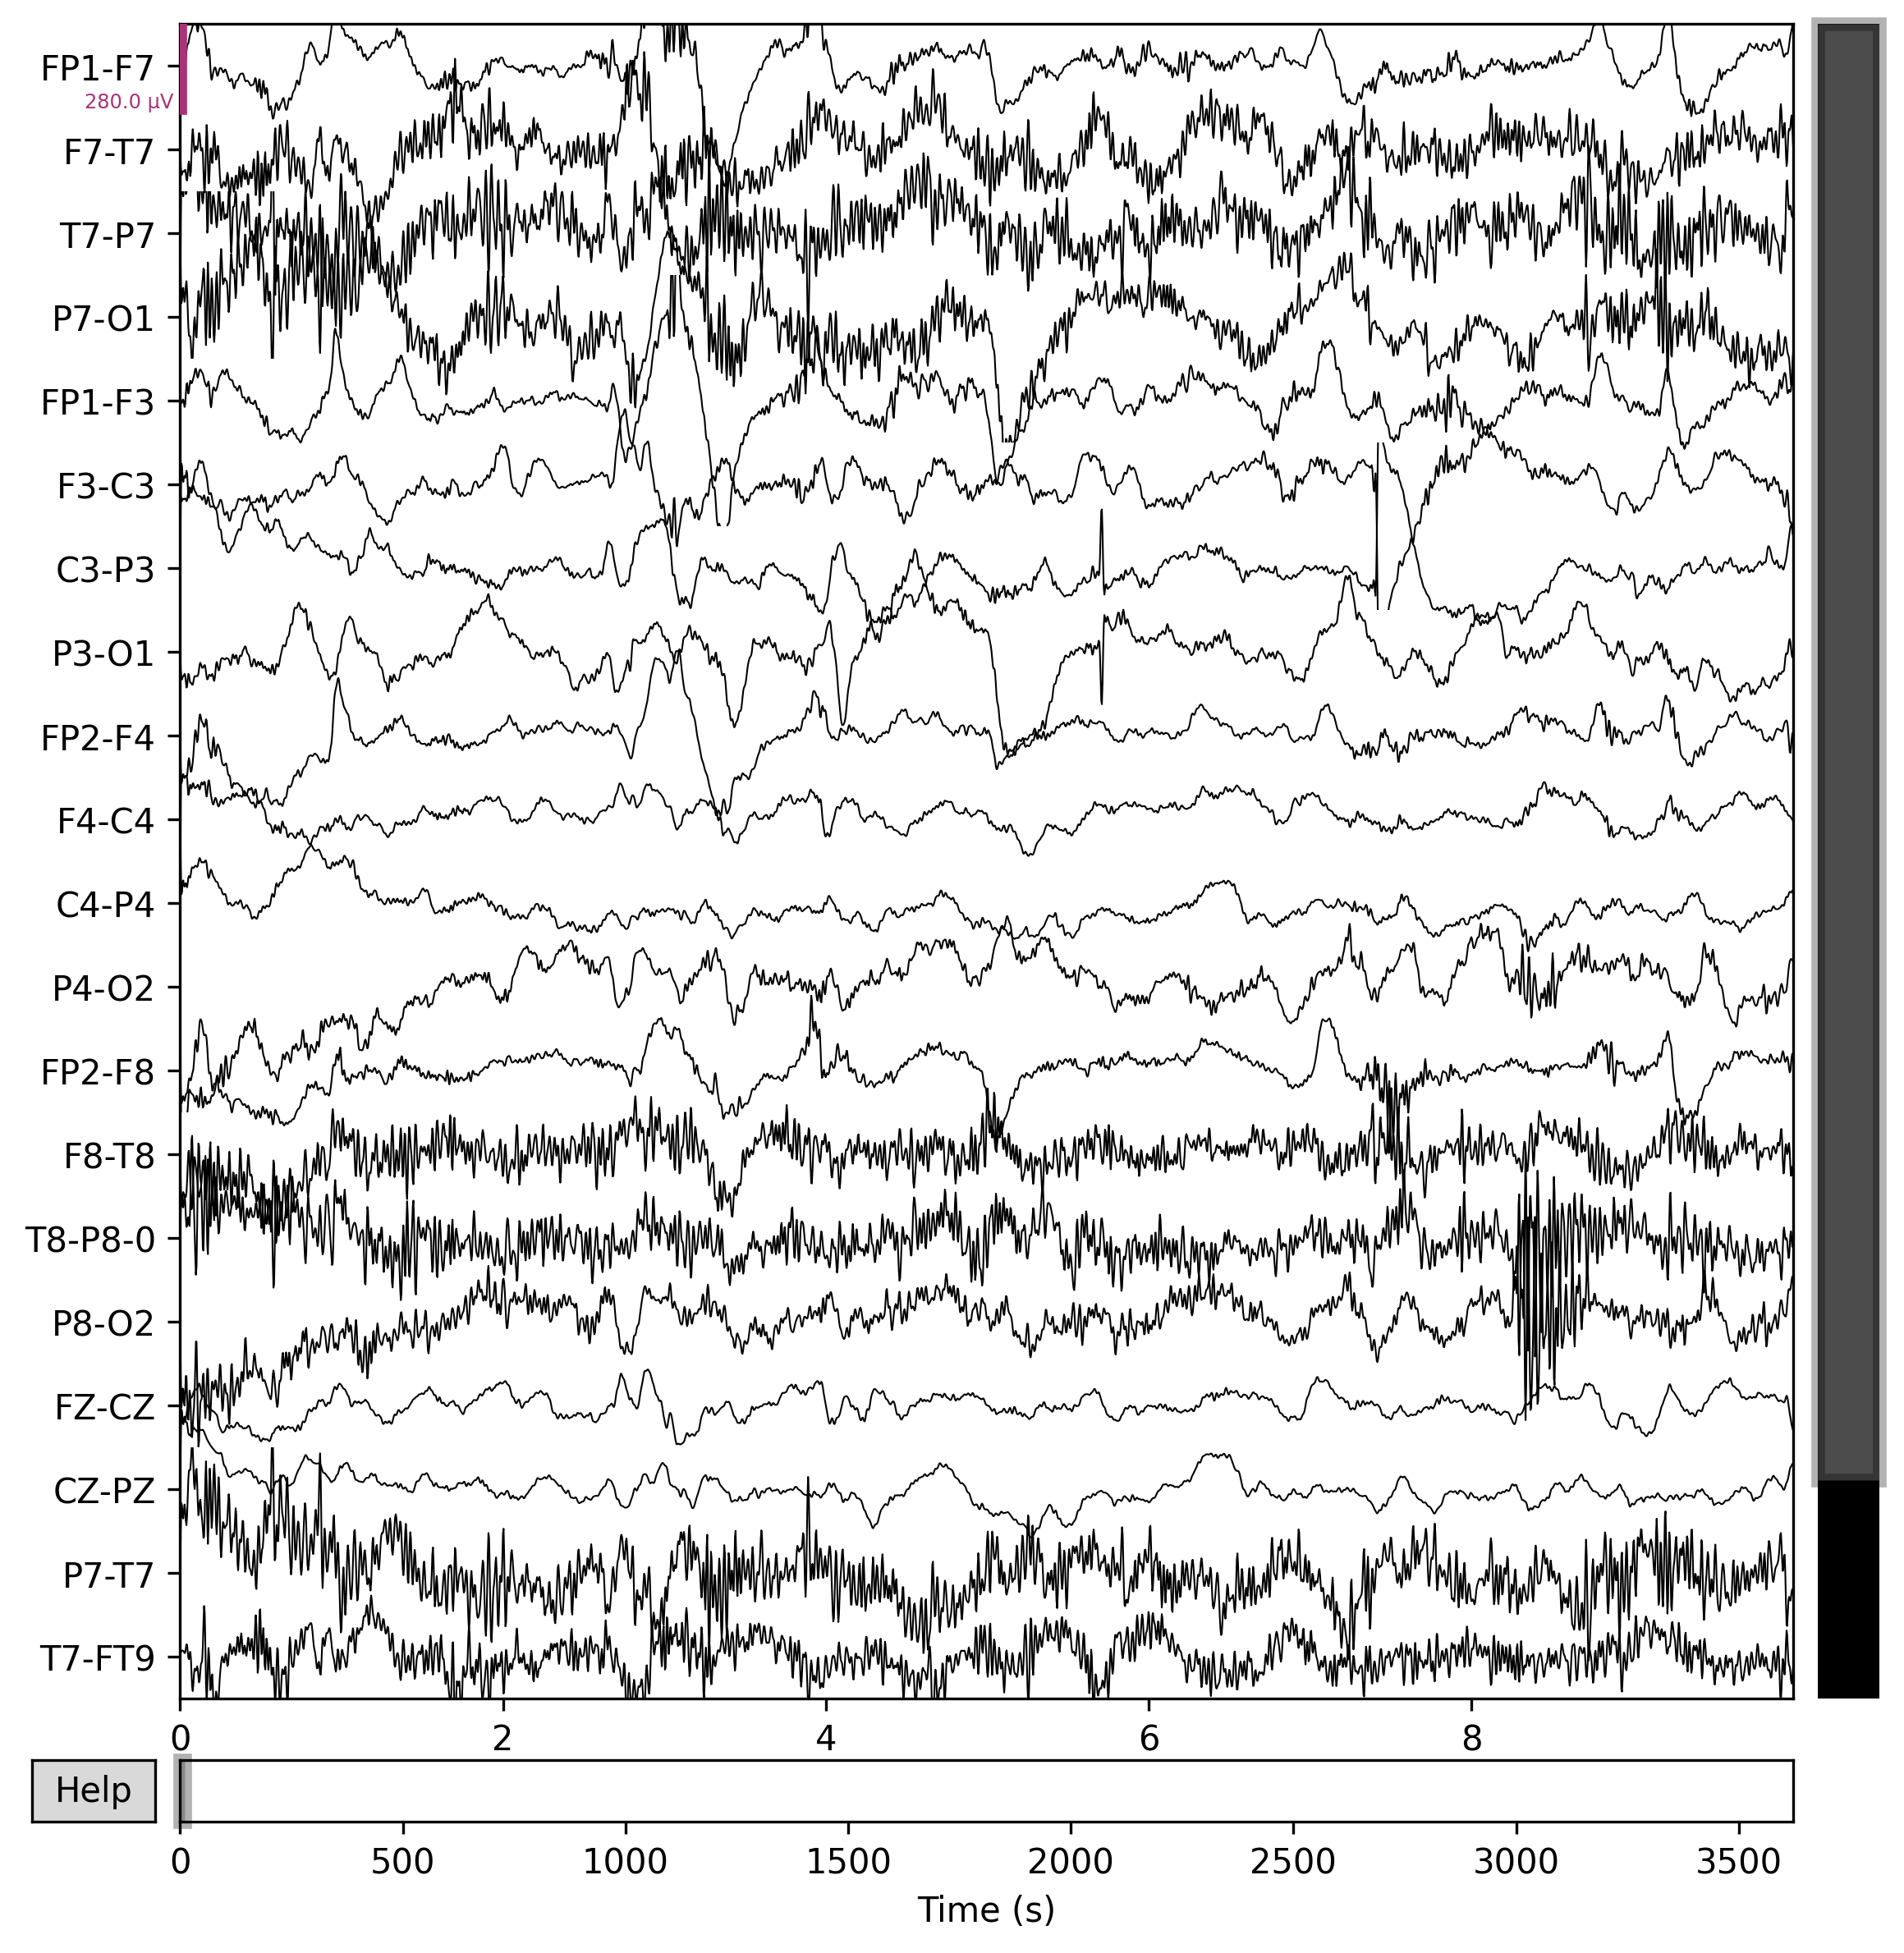 FP1-F7
280.0 µV
F7-T7
T7-P7
P7-O1
FP1-F3
F3-C3
C3-P3
P3-O1
FP2-F4
F4-C4
C4-P4
P4-O2
FP2-F8
F8-T8
T8-P8-0
P8-O2
FZ-CZ
CZ-PZ
P7-T7
T7-FT9
0 2 4 6 8
Help
0 500 1000 1500 2000 2500 3000 3500
Time (s)